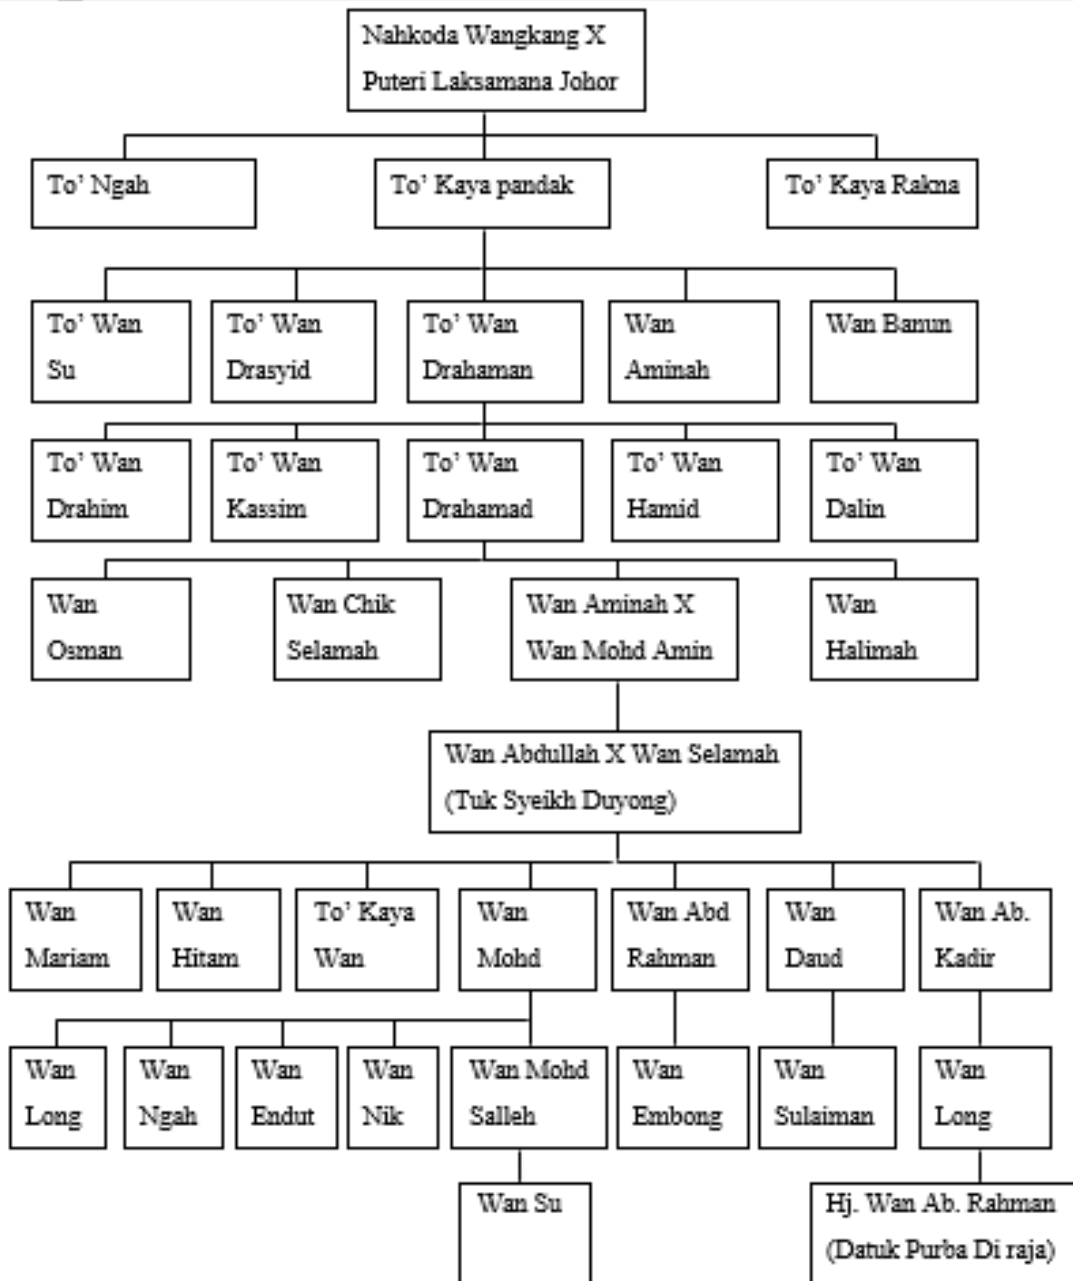 Nahkoda Wangkang X
Puteri Laksamana Johor
To’ Ngah
To’ Kaya pandak
To’ Kaya Rakna
To’ Wan
Su
To’ Wan
Drasyid
To’ Wan
Drahaman
Wan
Aminah
Wan Banun
To’ Wan
Drahim
To’ Wan
Kassim
To’ Wan
Drahamad
To’ Wan
Hamid
To’ Wan
Dalin
Wan
Osman
Wan Chik
Selamah
Wan Aminah X
Wan Mohd Amin
Wan
Halimah
Wan Abdullah X Wan Selamah
(Tuk Syeikh Duyong)
Wan
Mariam
Wan
Hitam
To’ Kaya
Wan
Wan
Mohd
Wan Abd
Rahman
Wan
Daud
Wan Ab.
Kadir
Wan
Long
Wan
Ngah
Wan
Endut
Wan
Nik
Wan Mohd
Salleh
Wan
Embong
Wan
Sulaiman
Wan
Long
Wan Su
Hj. Wan Ab. Rahman
(Datuk Purba Di raja)